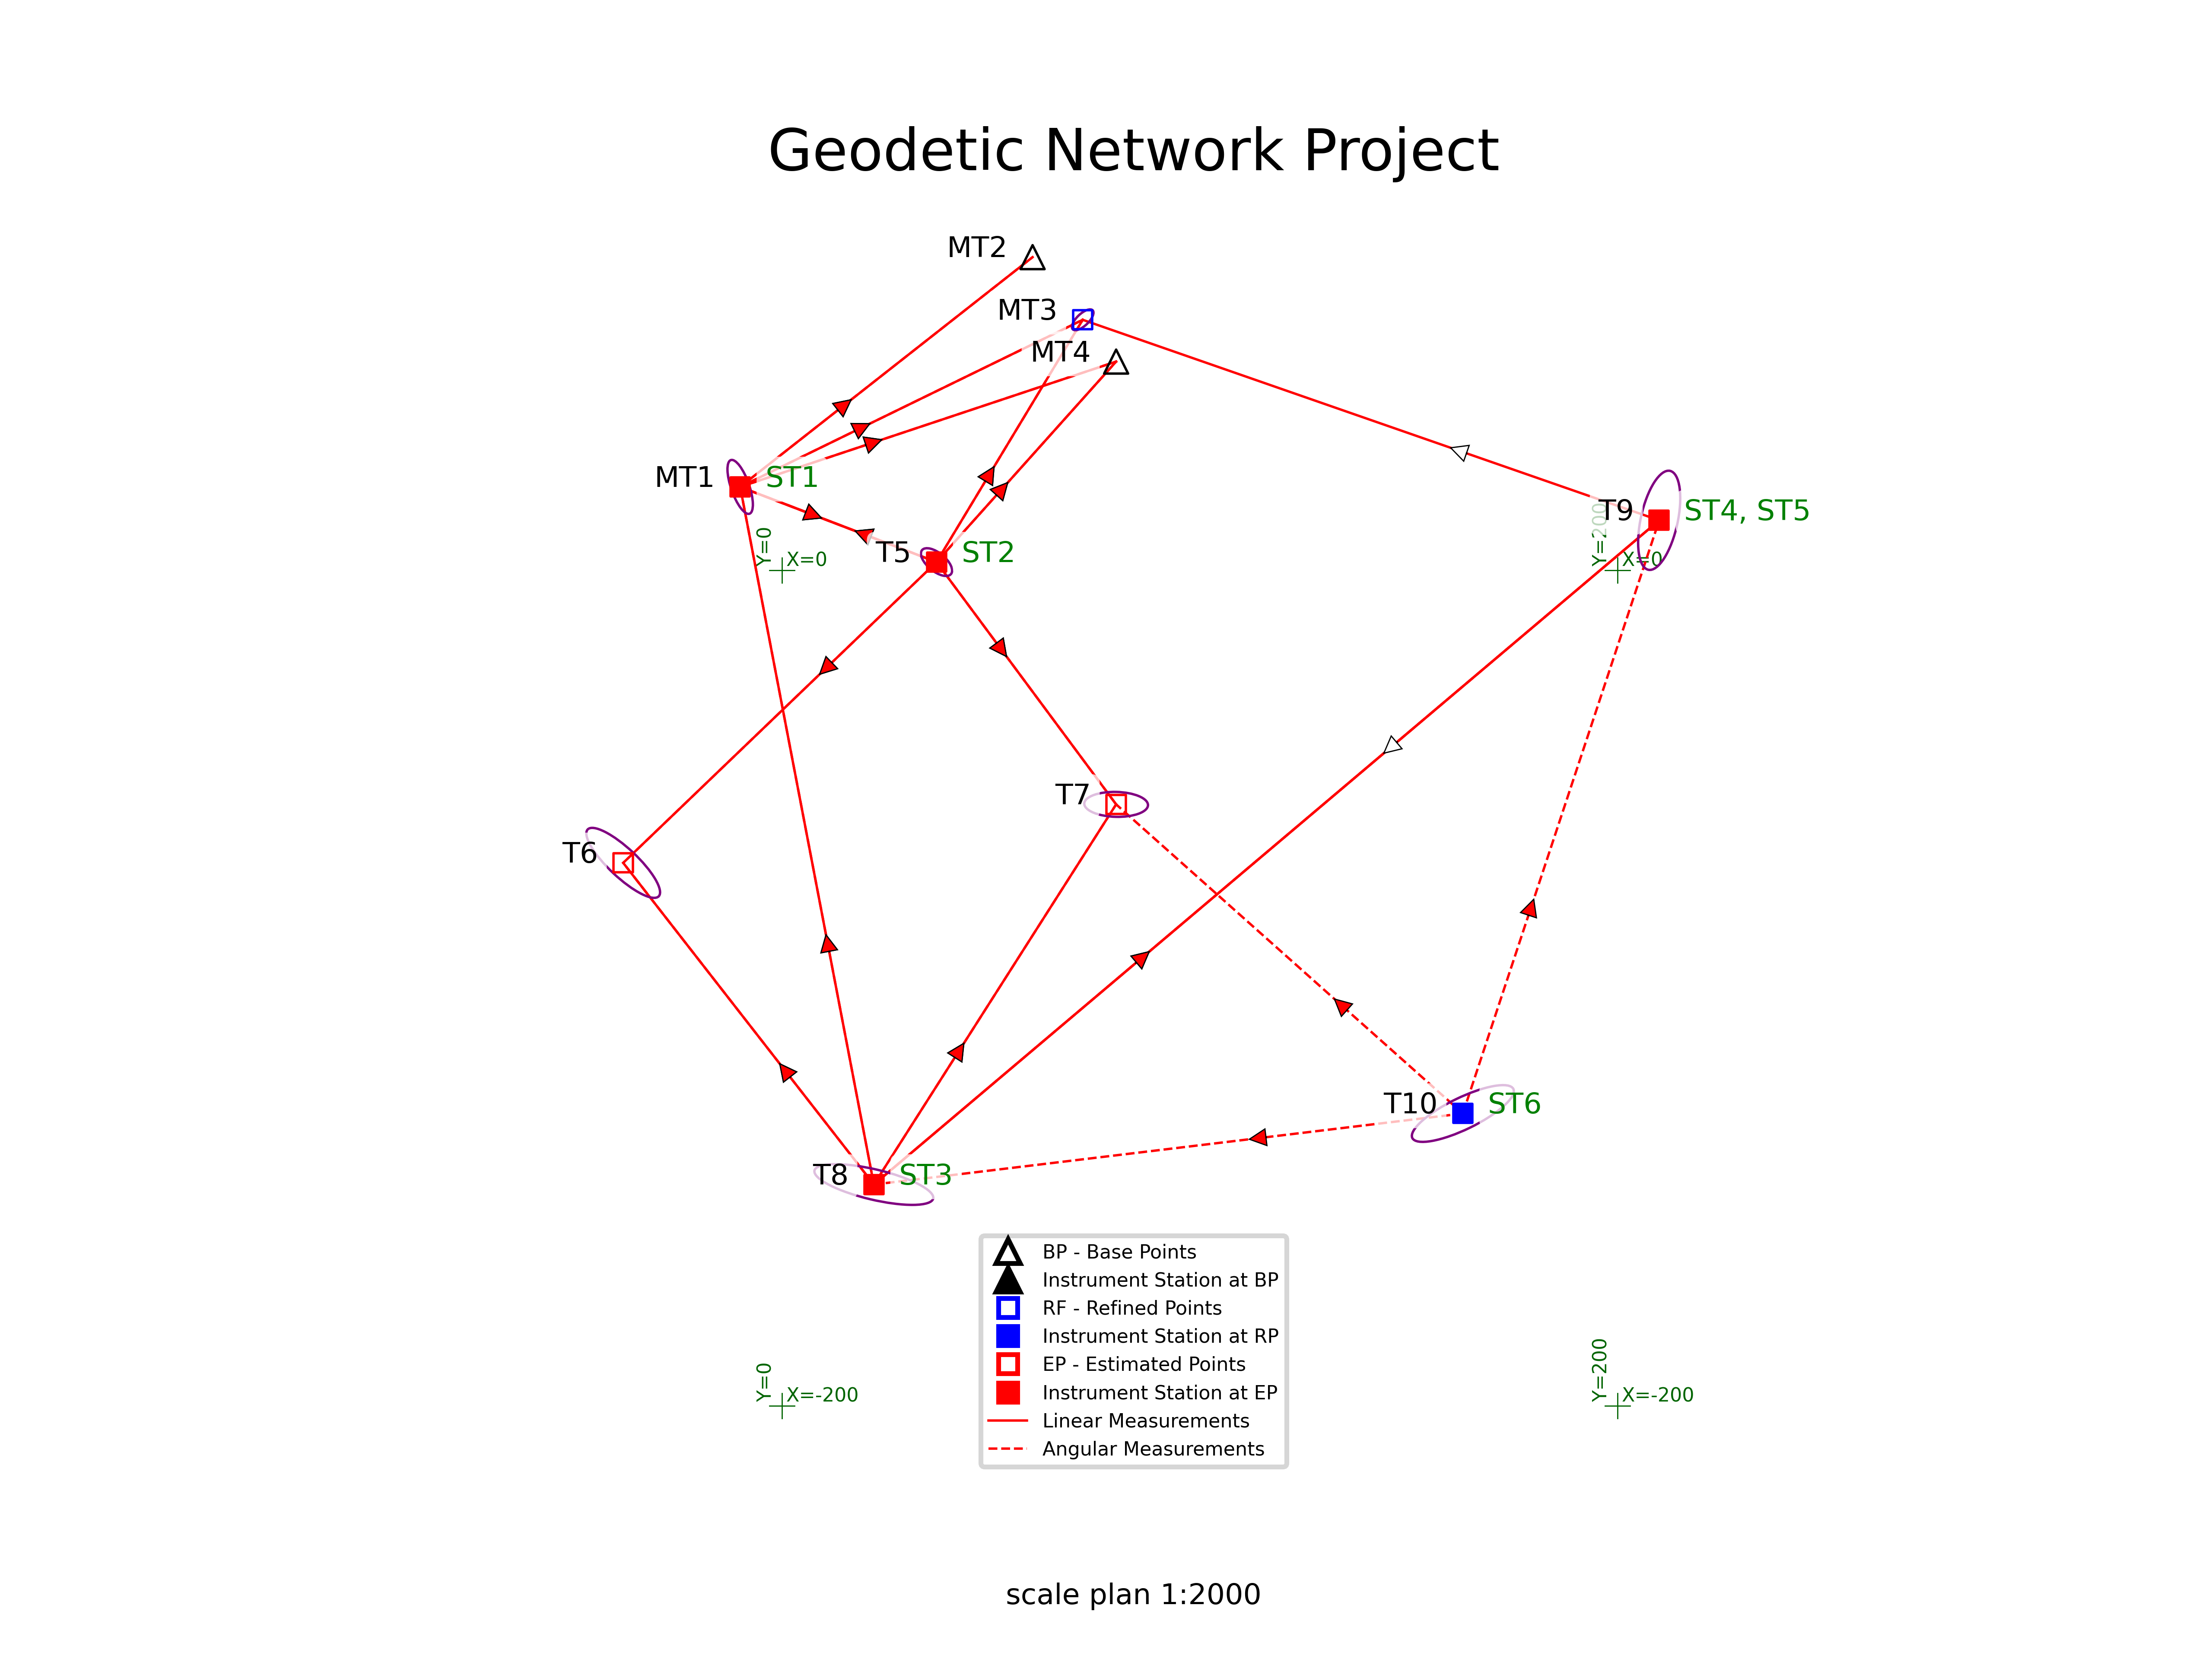 Geodetic Network Project
MT2
MT3
MT4
MT1
ST1
T9
ST4, ST5
T5
ST2
Y=0
X=0
Y=200
X=0
T7
T6
T10
ST6
T8
ST3
BP - Base Points
Instrument Station at BP
RF - Refined Points
Instrument Station at RP
EP - Estimated Points
Instrument Station at EP
Linear Measurements
Angular Measurements
Y=0
X=-200
Y=200
X=-200
scale plan 1:2000